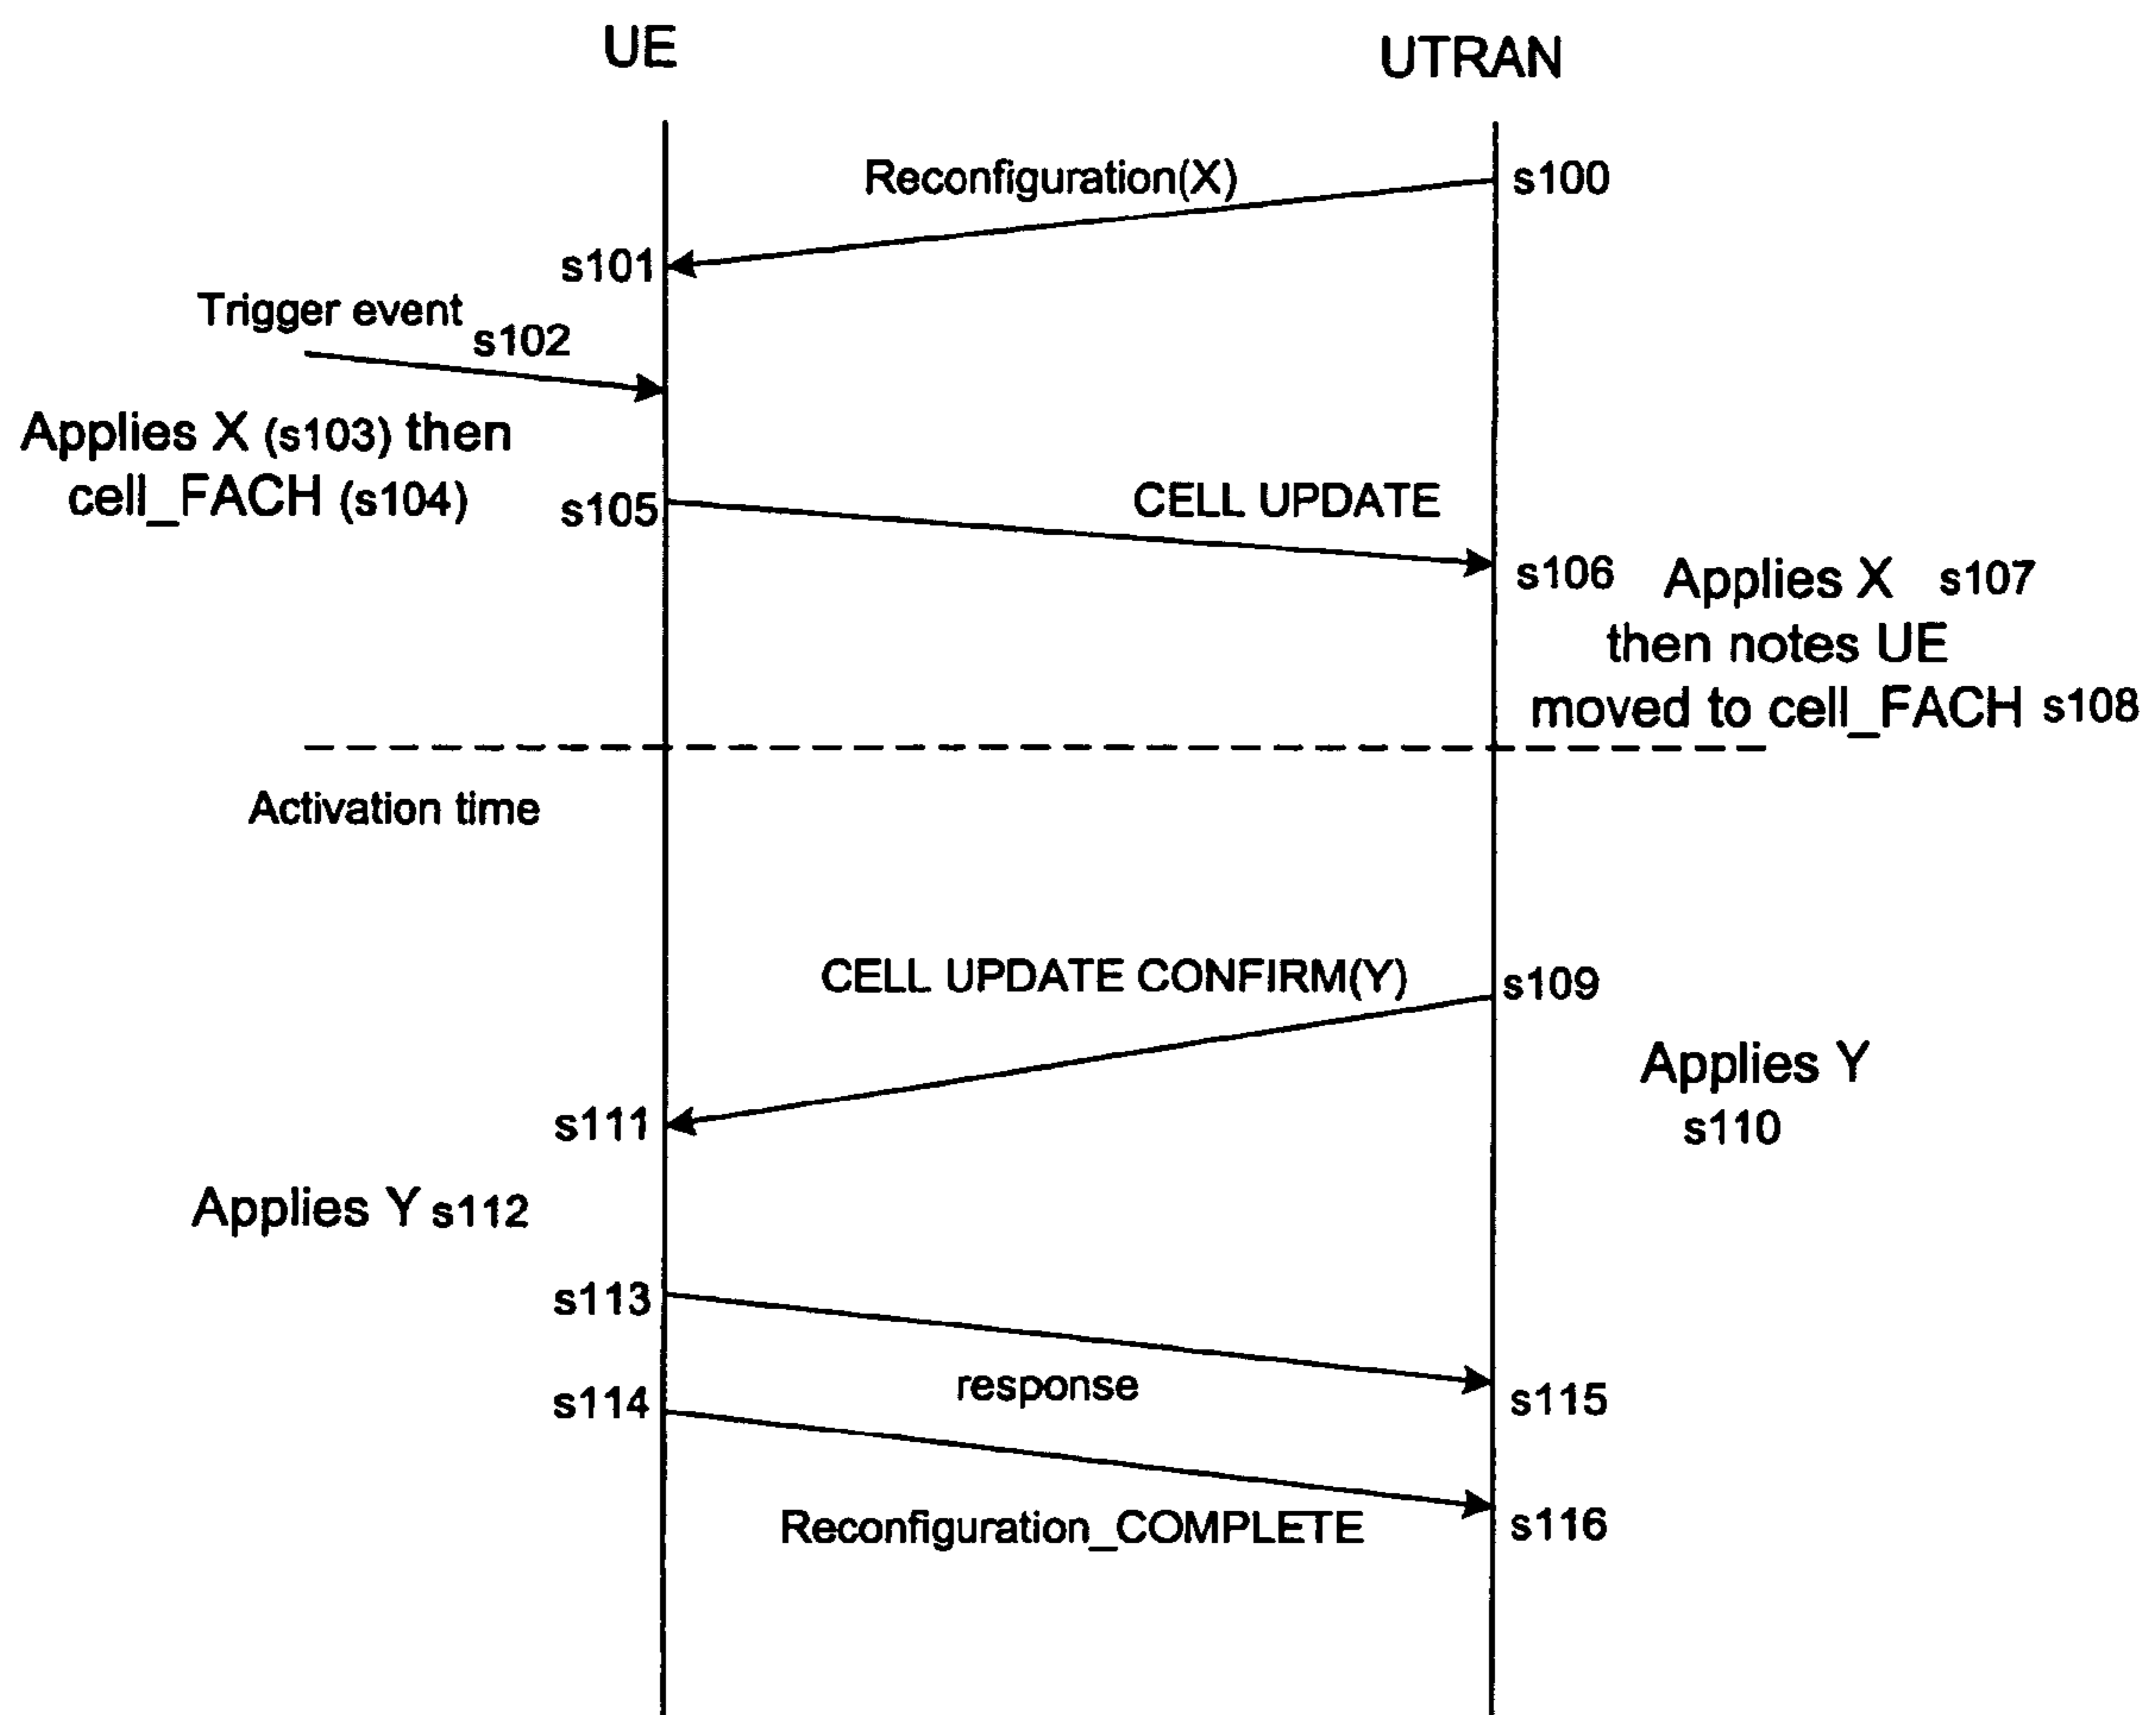 UE
UTRAN
Reconfiguration(X)
s100
s101
Trigger event
s102
Applies X (s103) then
cell_FACH (s104)
s105
CELL UPDATE
s106
Applies X s107
then notes UE
moved to cell_FACH s108
Activation time
CELL UPDATE CONFIRM(Y)
s109
Applies Y
s110
s111
Applies Y s112
s113
response
s115
s114
Reconfiguration_COMPLETE
s116